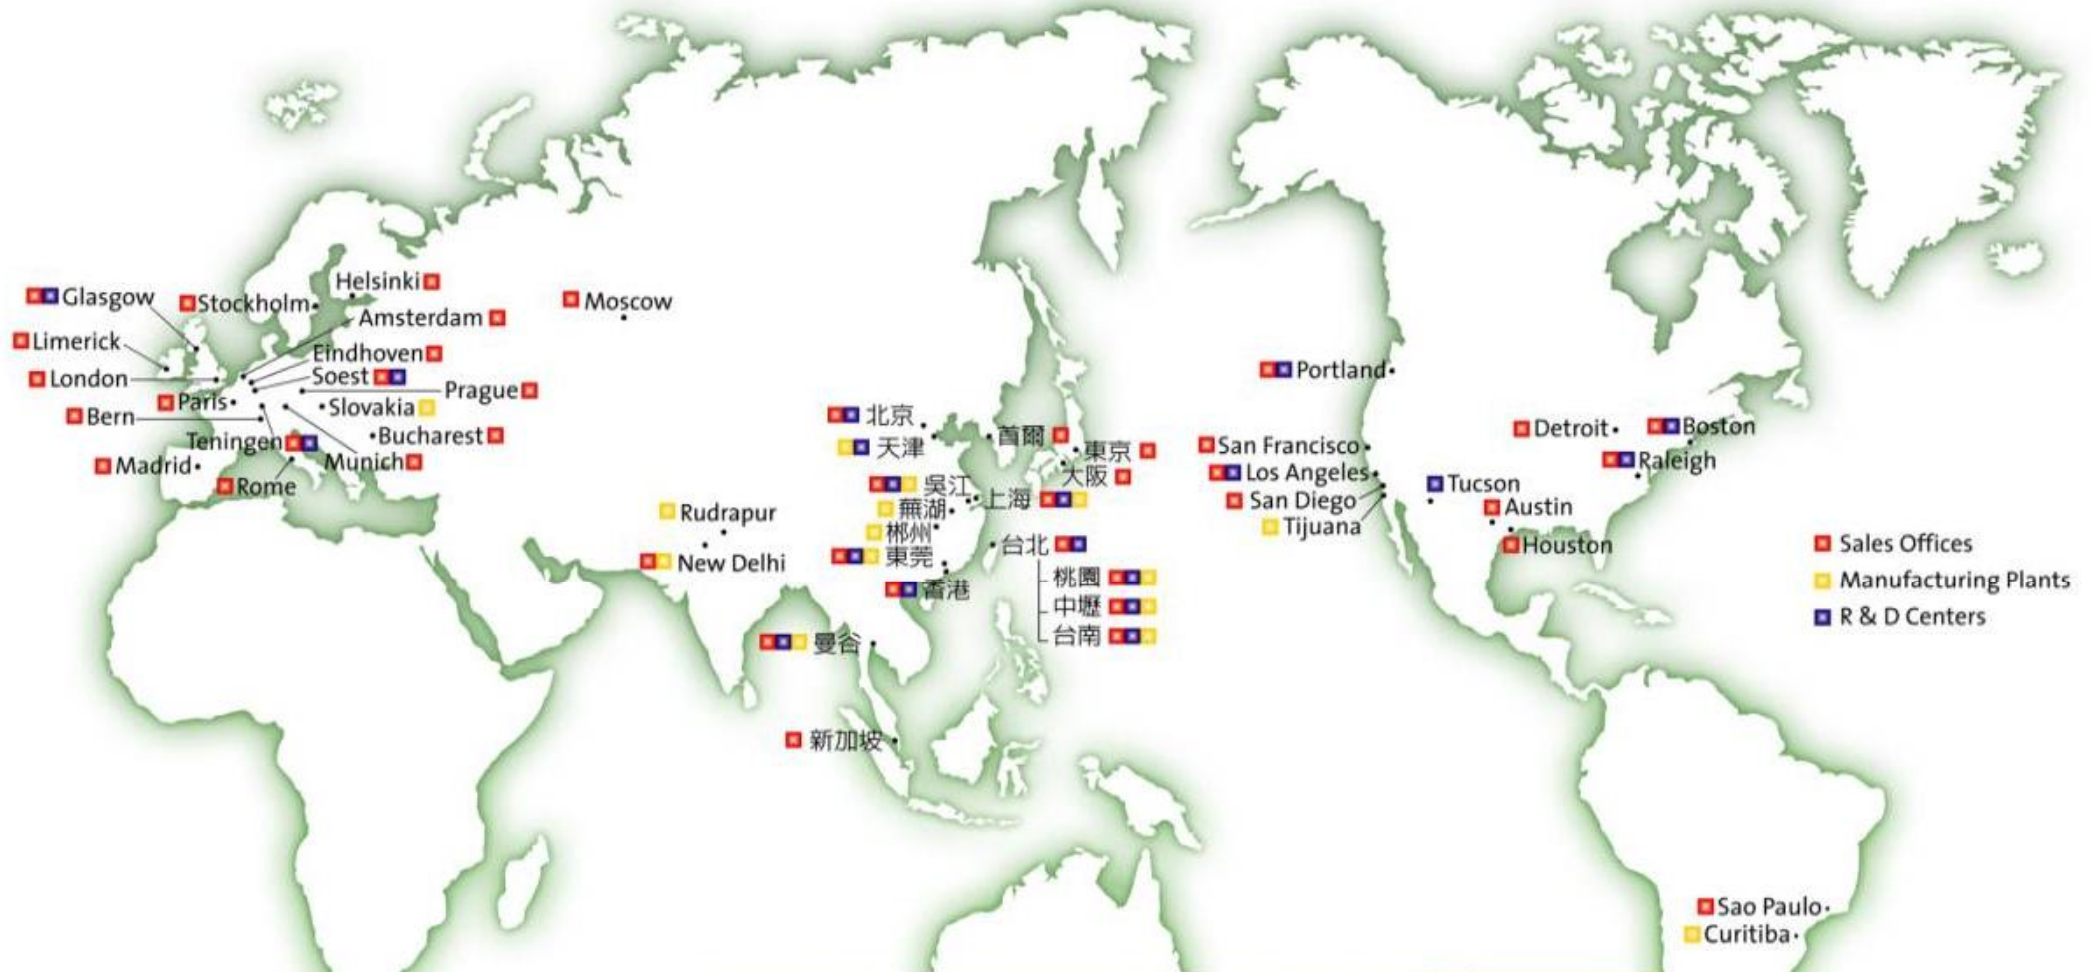 Glasgow
Stockholm
Helsinki
Moscow
Limerick
Amsterdam
Eindhoven
London
Soest
Prague
Paris
Slovakia
Bern
Teningen
Bucharest
Munich
Madrid
Rome
Rudrapur
New Delhi
北京
天津
首爾
東京
大阪
吳江
上海
蕪湖
郴州
東莞
台北
香港
桃園
中壢
台南
曼谷
新加坡
Portland
San Francisco
Los Angeles
San Diego
Tijuana
Detroit
Boston
Raleigh
Tucson
Austin
Houston
Sales Offices
Manufacturing Plants
R & D Centers
Sao Paulo
Curitiba